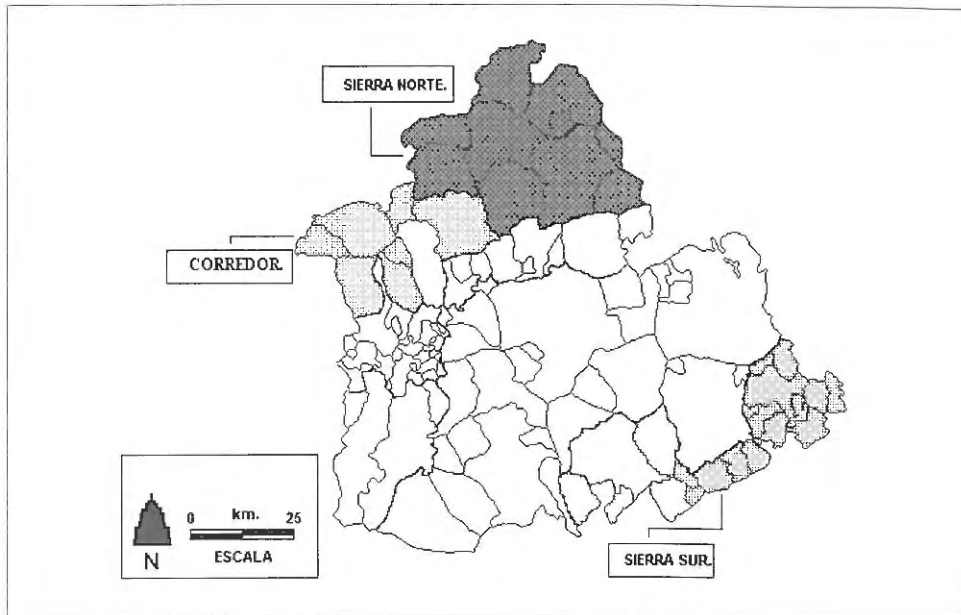 SIERRA NORTE.
CORREDOR.
0 km. 25
N ESCALA
SIERRA SUR.